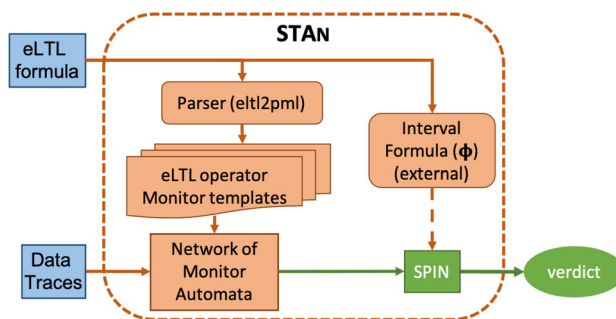 STAN
eLTL
formula
Parser (eltl2pml)
Interval
Formula (ϕ)
(external)
eLTL operator
Monitor templates
Data
Traces
Network of
Monitor
Automata
SPIN
verdict